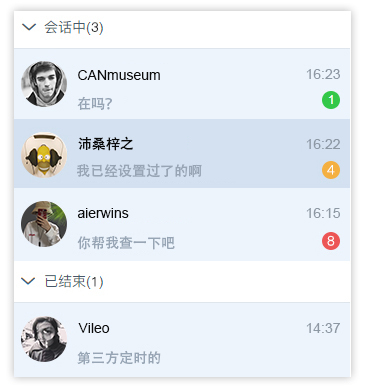 会话中(3)
CANmuseum 16:23
在吗? 1
沛桑梓之 16:22
我已经设置过了的啊 4
aierwins 16:15
你帮我查一下吧 8
已结束(1)
Vileo 14:37
第三方定时的